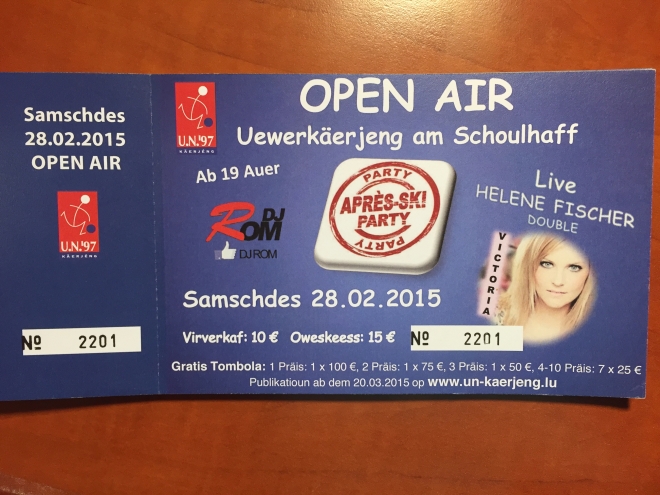 Samschdes
28.02.2015
OPEN AIR
U.N.'97
KÄERJENG
No 2201
U.N.'97
KÄERJENG
OPEN AIR
Uewerkäerjeng am Schoulhaff
Ab 19 Auer
DJ
ROM
DJ ROM
PARTY
APRÈS-SKI
PARTY
PARTY
Live
HELENE FISCHER
DOUBLE
VICTORIA
Samschdes 28.02.2015
Virverkaf: 10 € Oweskeess: 15 €
No 2201
Gratis Tombola: 1 Präis: 1 x 100 €, 2 Präis: 1 x 75 €, 3 Präis: 1 x 50 €, 4-10 Präis: 7 x 25 €
Publikatioun ab dem 20.03.2015 op www.un-kaerjeng.lu